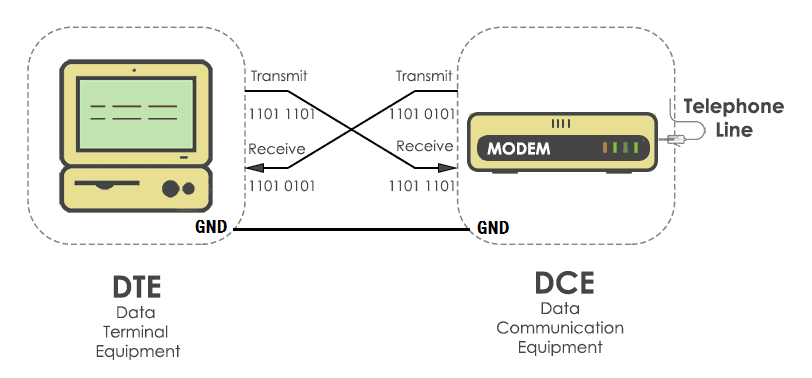 Transmit
Transmit
1101 1101
1101 0101
Telephone
Line
Receive
Receive
MODEM
1101 0101
1101 1101
GND
GND
DTE
Data
Terminal
Equipment
DCE
Data
Communication
Equipment